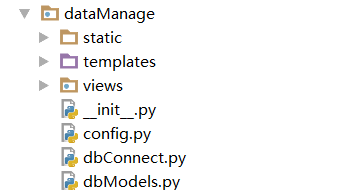 dataManage
static
templates
views
__init__.py
config.py
dbConnect.py
dbModels.py